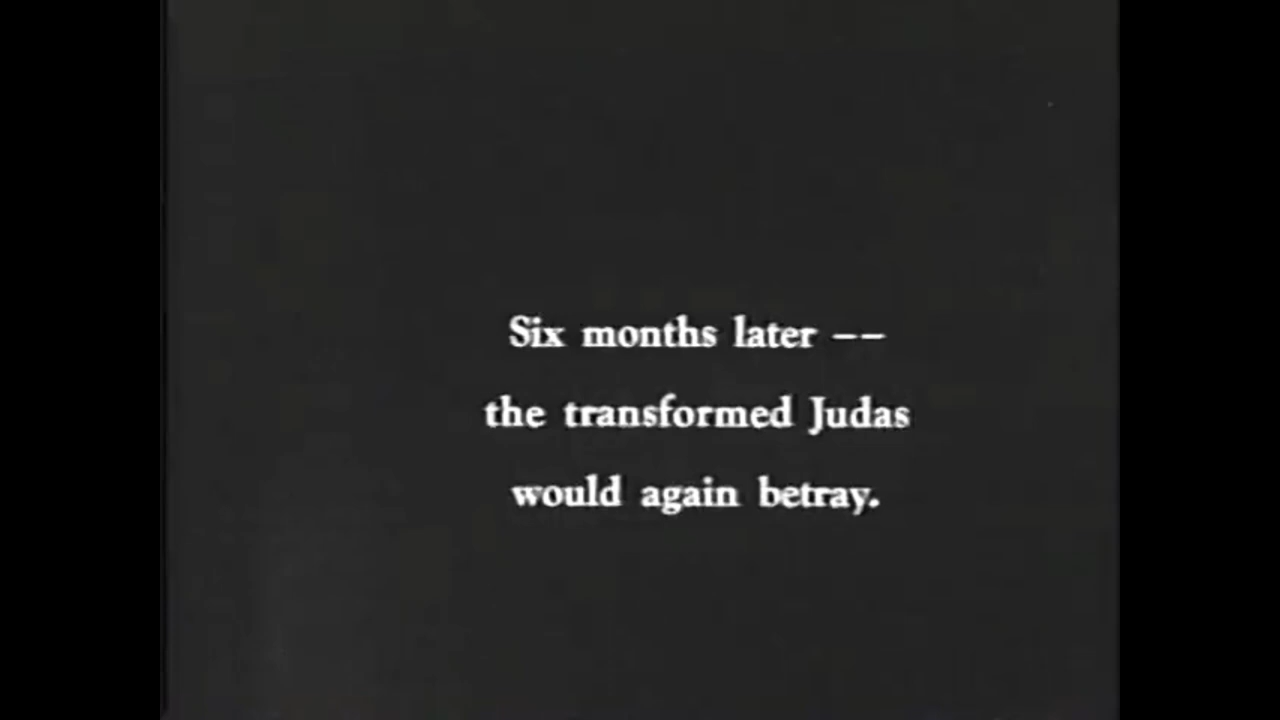 Six months later --
the transformed Judas
would again betray.